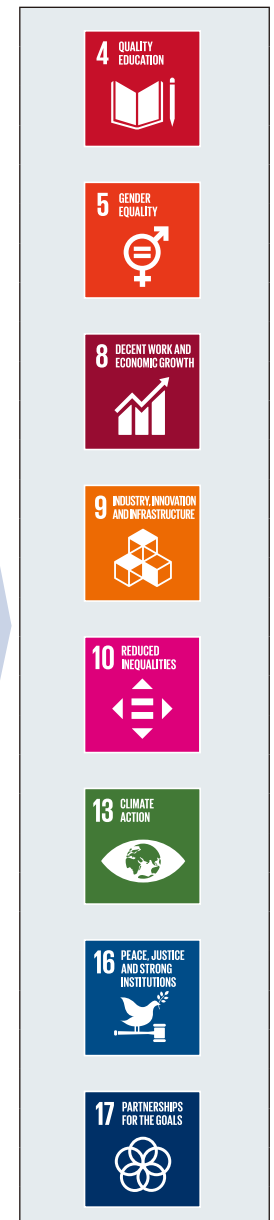 4 QUALITY
EDUCATION
5 GENDER
EQUALITY
8 DECENT WORK AND
ECONOMIC GROWTH
9 INDUSTRY, INNOVATION
AND INFRASTRUCTURE
10 REDUCED
INEQUALITIES
13 CLIMATE
ACTION
16 PEACE, JUSTICE
AND STRONG
INSTITUTIONS
17 PARTNERSHIPS
FOR THE GOALS